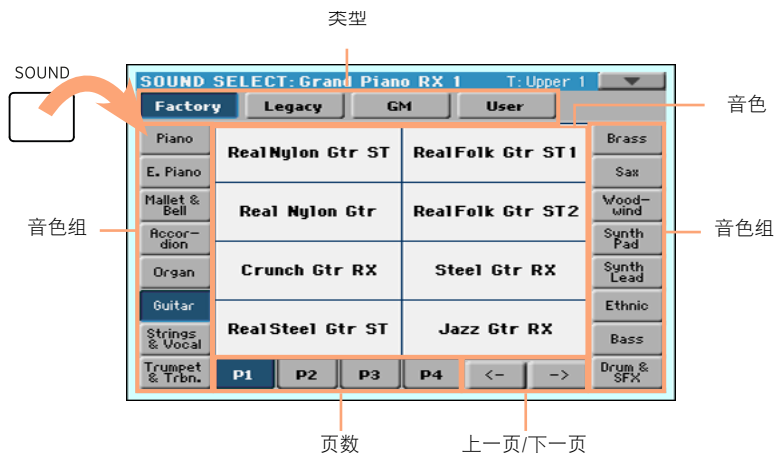 类型
SOUND
SOUND SELECT: Grand Piano RX 1 T: Upper 1
Factory Legacy GM User
音色
Piano
E. Piano
Mallet & Bell
Accor-
dion
Organ
Guitar
Strings & Vocal
Trumpet & Trbn.
RealNylon Gtr ST RealFolk Gtr ST1
Real Nylon Gtr RealFolk Gtr ST2
Crunch Gtr RX Steel Gtr RX
RealSteel Gtr ST Jazz Gtr RX
Brass
Sax
Wood-
wind
Synth Pad
Synth Lead
Ethnic
Bass
Drum & SFX
音色组
音色组
P1 P2 P3 P4 <- ->
页数
上一页/下一页